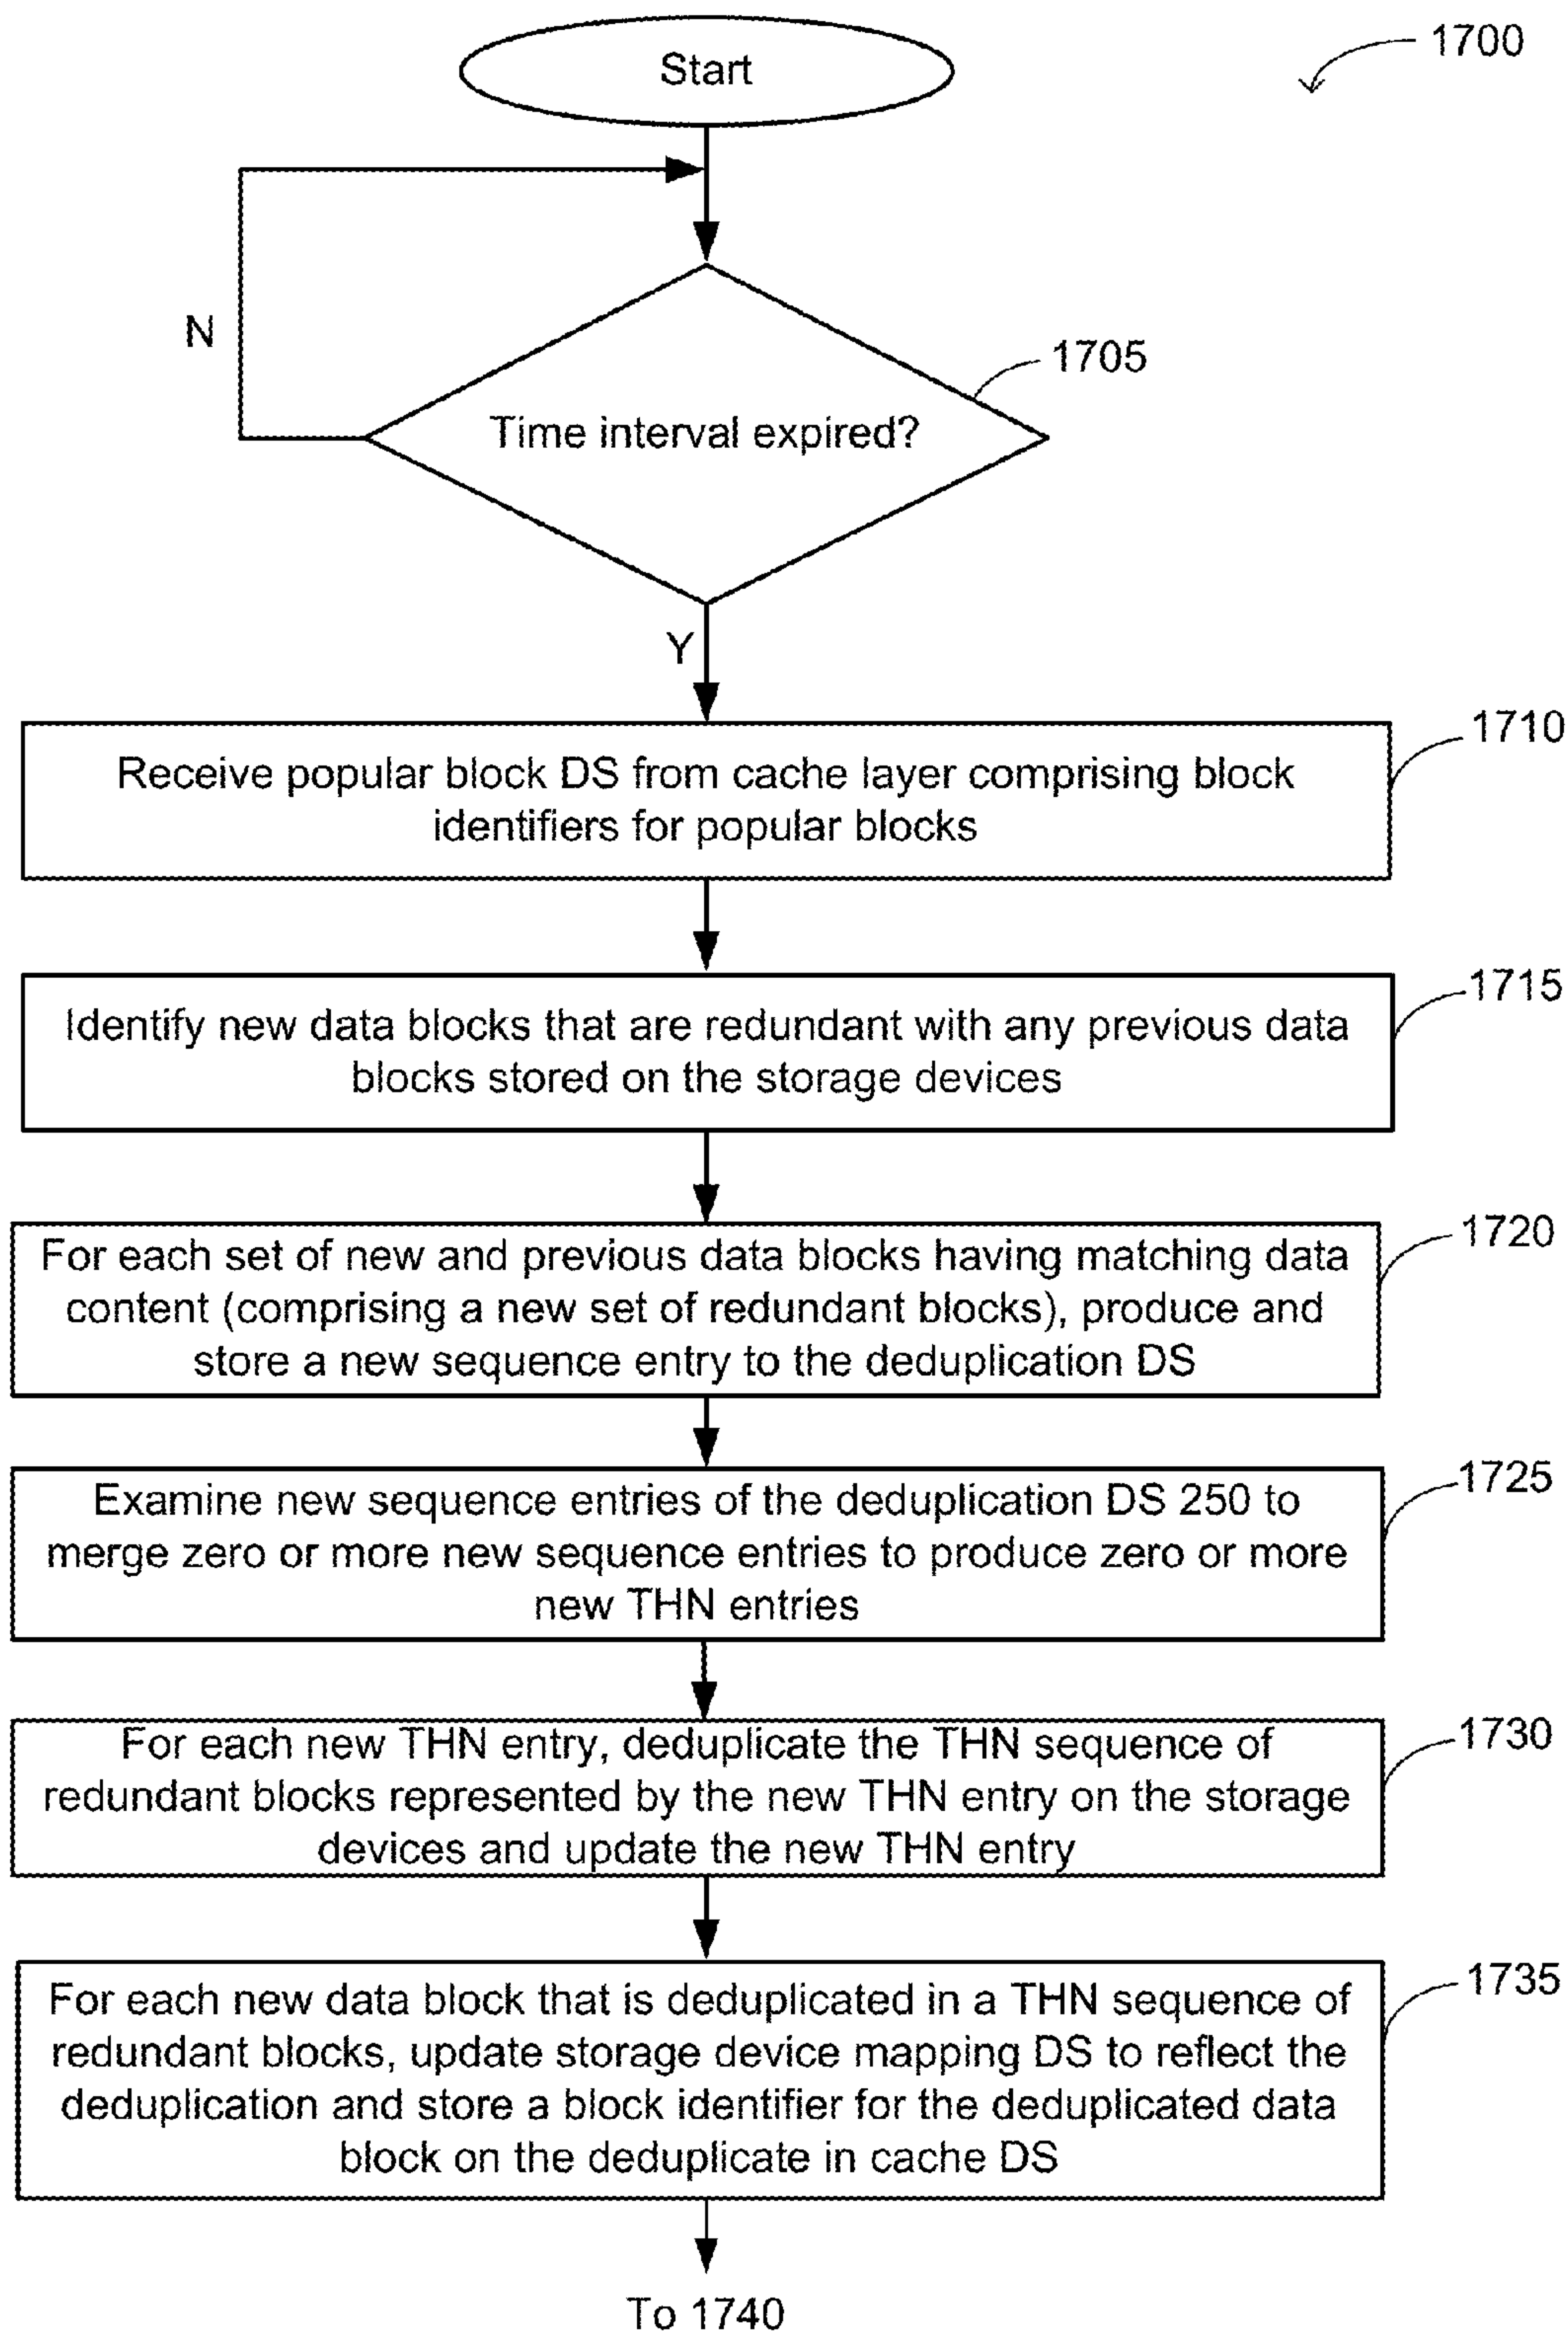 Start
1700
N
1705
Time interval expired?
Y
1710
Receive popular block DS from cache layer comprising block
identifiers for popular blocks
1715
Identify new data blocks that are redundant with any previous data
blocks stored on the storage devices
1720
For each set of new and previous data blocks having matching data
content (comprising a new set of redundant blocks), produce and
store a new sequence entry to the deduplication DS
1725
Examine new sequence entries of the deduplication DS 250 to
merge zero or more new sequence entries to produce zero or more
new THN entries
1730
For each new THN entry, deduplicate the THN sequence of
redundant blocks represented by the new THN entry on the storage
devices and update the new THN entry
1735
For each new data block that is deduplicated in a THN sequence of
redundant blocks, update storage device mapping DS to reflect the
deduplication and store a block identifier for the deduplicated data
block on the deduplicate in cache DS
To 1740